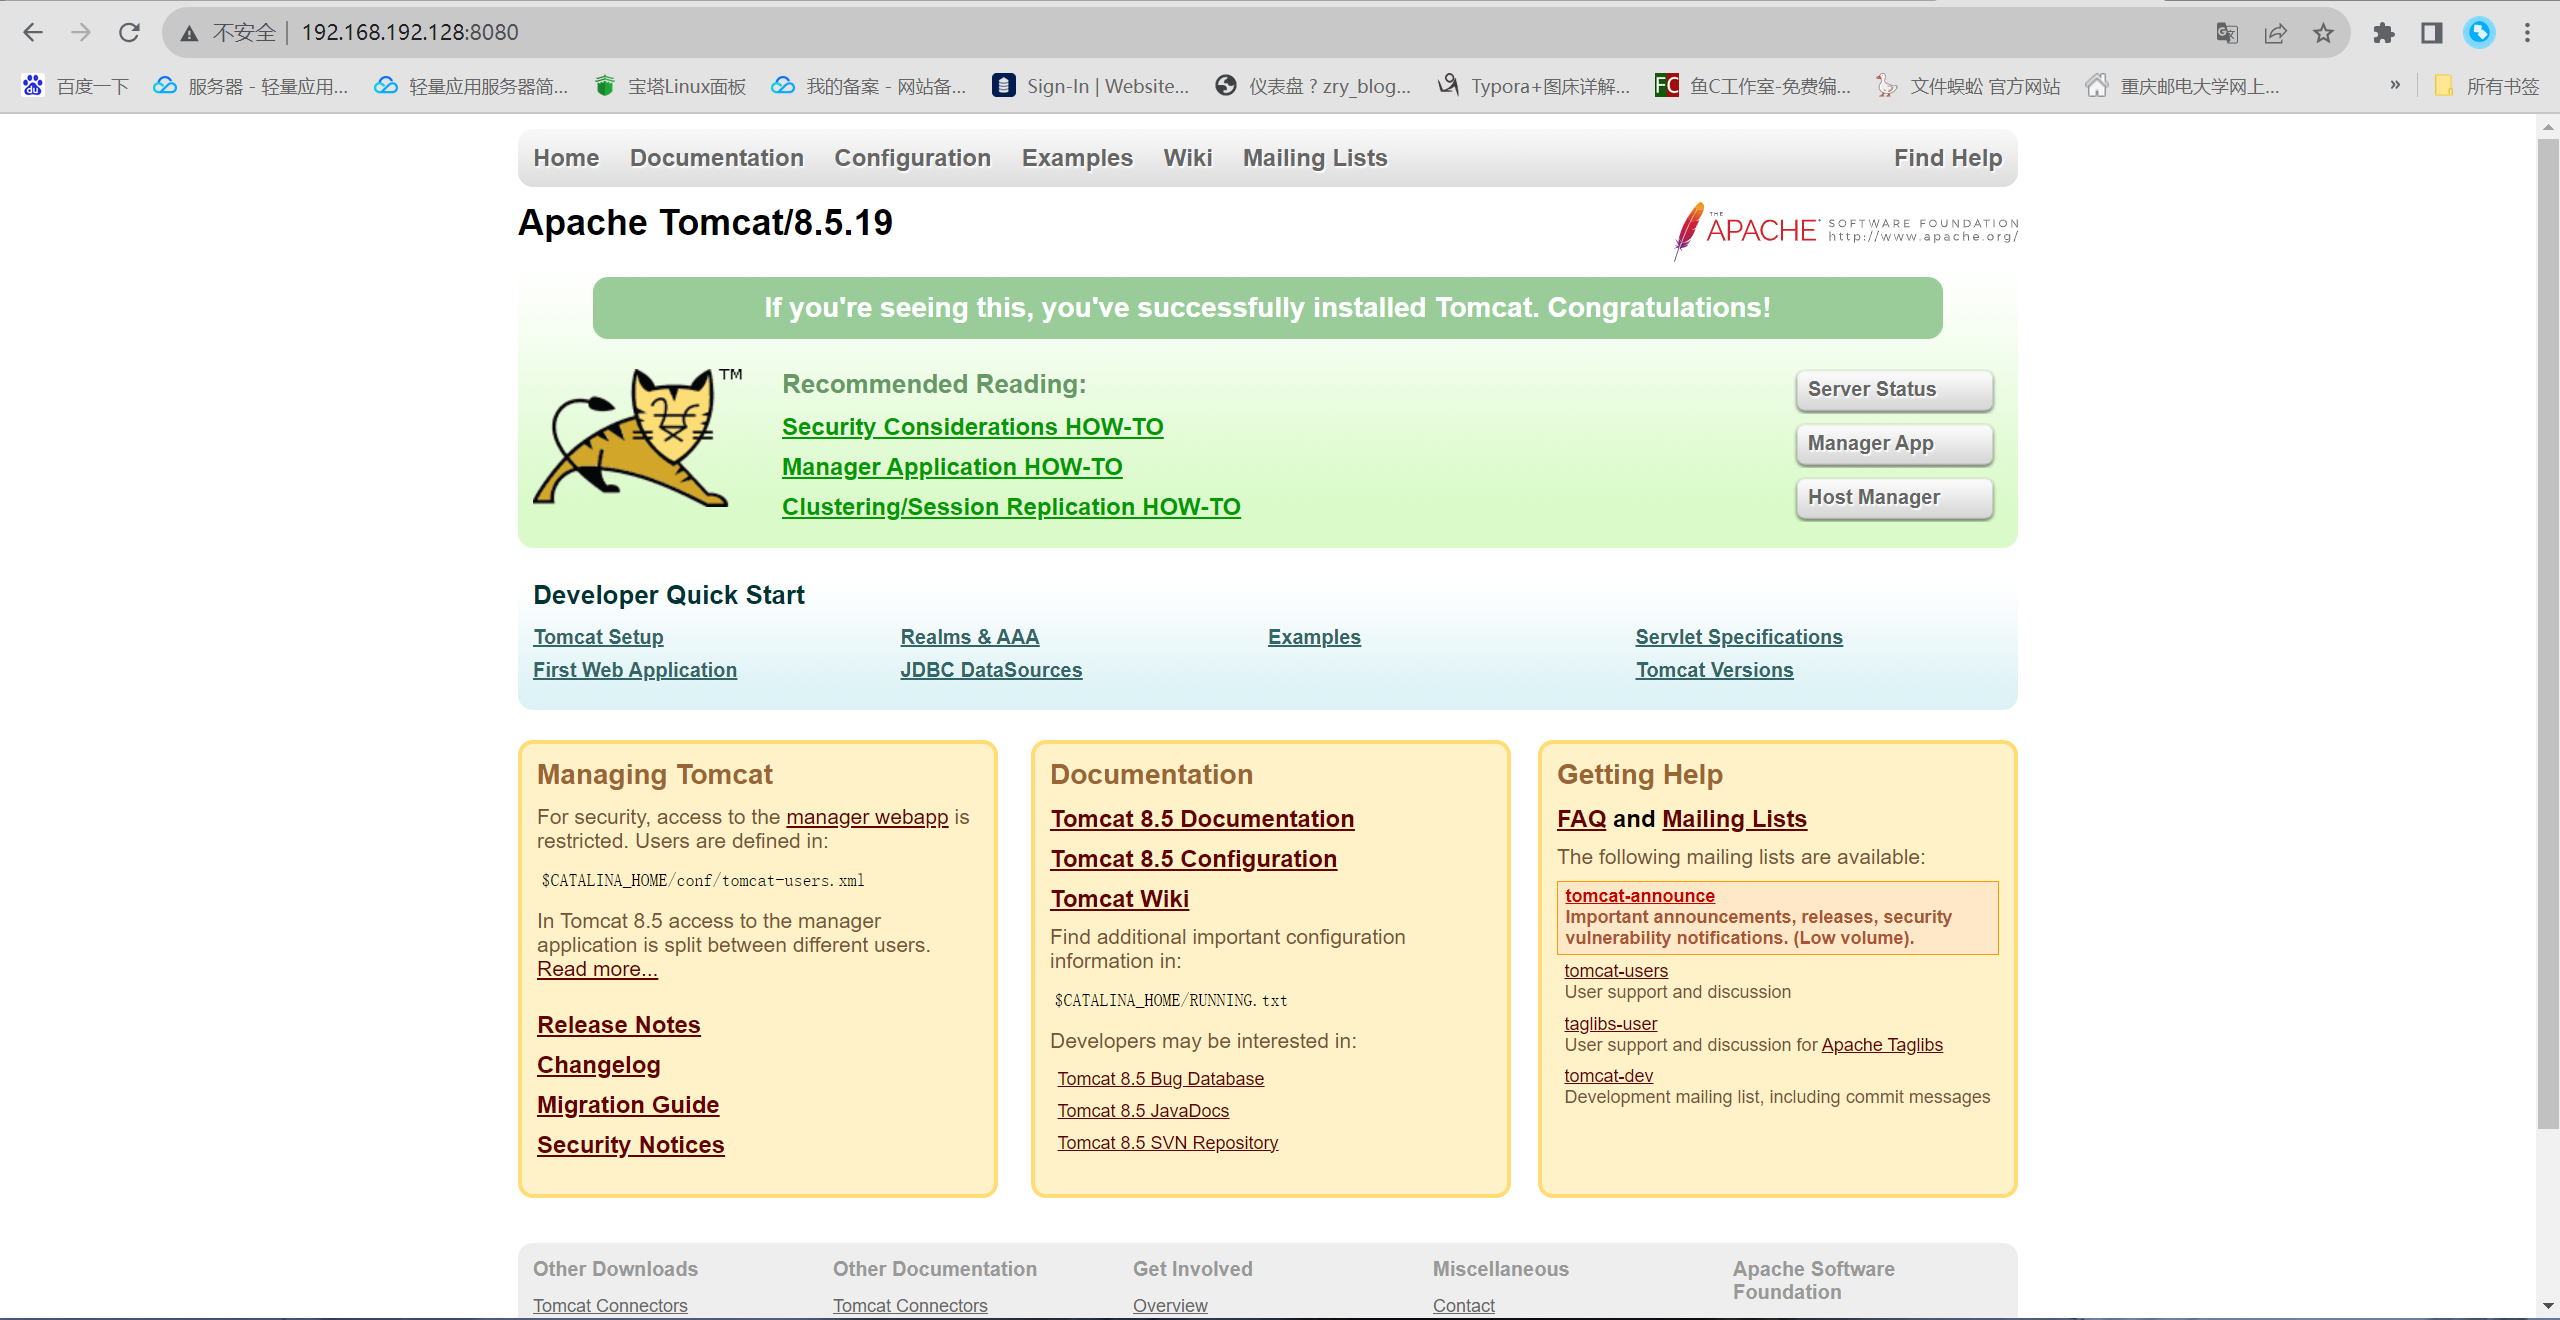 不安全 192.168.192.128:8080
百度一下 服务器 - 轻量应用... 轻量应用服务器简... 宝塔Linux面板 我的备案 - 网站备... Sign-In | Website... 仪表盘 ? zry_blog... Typora+图床详解... FC 鱼C工作室-免费编... 文件蜈蚣 官方网站 重庆邮电大学网上... » 所有书签
Home Documentation Configuration Examples Wiki Mailing Lists Find Help
Apache Tomcat/8.5.19
THE APACHE SOFTWARE FOUNDATION
http://www.apache.org/
If you're seeing this, you've successfully installed Tomcat. Congratulations!
TM
Recommended Reading:
Security Considerations HOW-TO
Manager Application HOW-TO
Clustering/Session Replication HOW-TO
Server Status
Manager App
Host Manager
Developer Quick Start
Tomcat Setup
First Web Application
Realms & AAA
JDBC DataSources
Examples
Servlet Specifications
Tomcat Versions
Managing Tomcat
For security, access to the manager webapp is
restricted. Users are defined in:
$CATALINA_HOME/conf/tomcat-users.xml
In Tomcat 8.5 access to the manager
application is split between different users.
Read more...
Release Notes
Changelog
Migration Guide
Security Notices
Documentation
Tomcat 8.5 Documentation
Tomcat 8.5 Configuration
Tomcat Wiki
Find additional important configuration
information in:
$CATALINA_HOME/RUNNING.txt
Developers may be interested in:
Tomcat 8.5 Bug Database
Tomcat 8.5 JavaDocs
Tomcat 8.5 SVN Repository
Getting Help
FAQ and Mailing Lists
The following mailing lists are available:
tomcat-announce
Important announcements, releases, security
vulnerability notifications. (Low volume).
tomcat-users
User support and discussion
taglibs-user
User support and discussion for Apache Taglibs
tomcat-dev
Development mailing list, including commit messages
Other Downloads
Tomcat Connectors
Other Documentation
Tomcat Connectors
Get Involved
Overview
Miscellaneous
Contact
Apache Software
Foundation